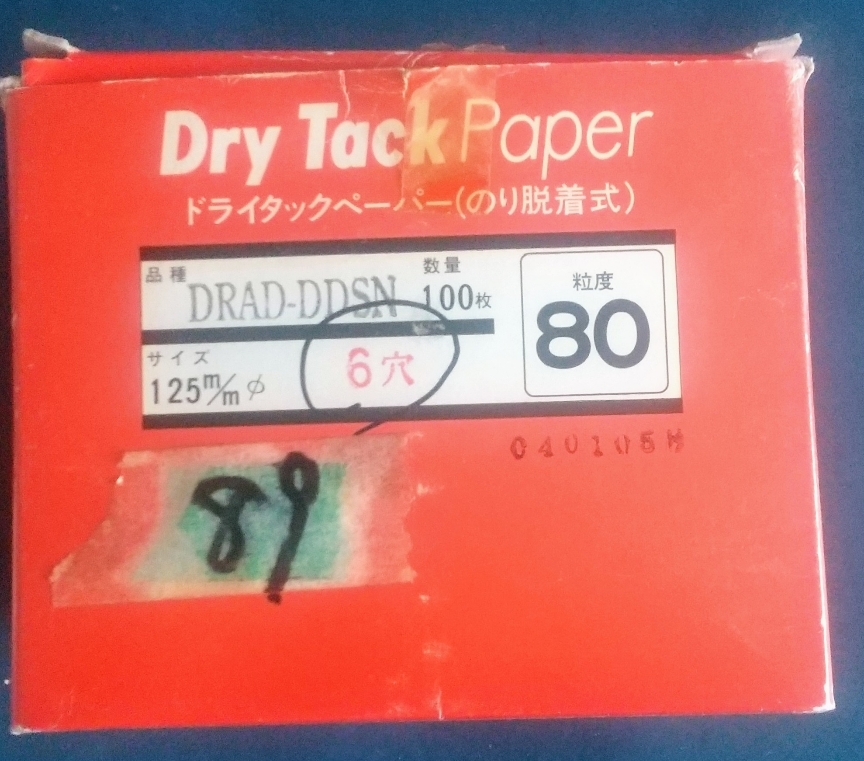 Dry Tack Paper
ドライタックペーパー(のり脱着式)
品種 DRAD-DDSN
数量 100枚
粒度 80
サイズ 125m/m φ
6穴
89